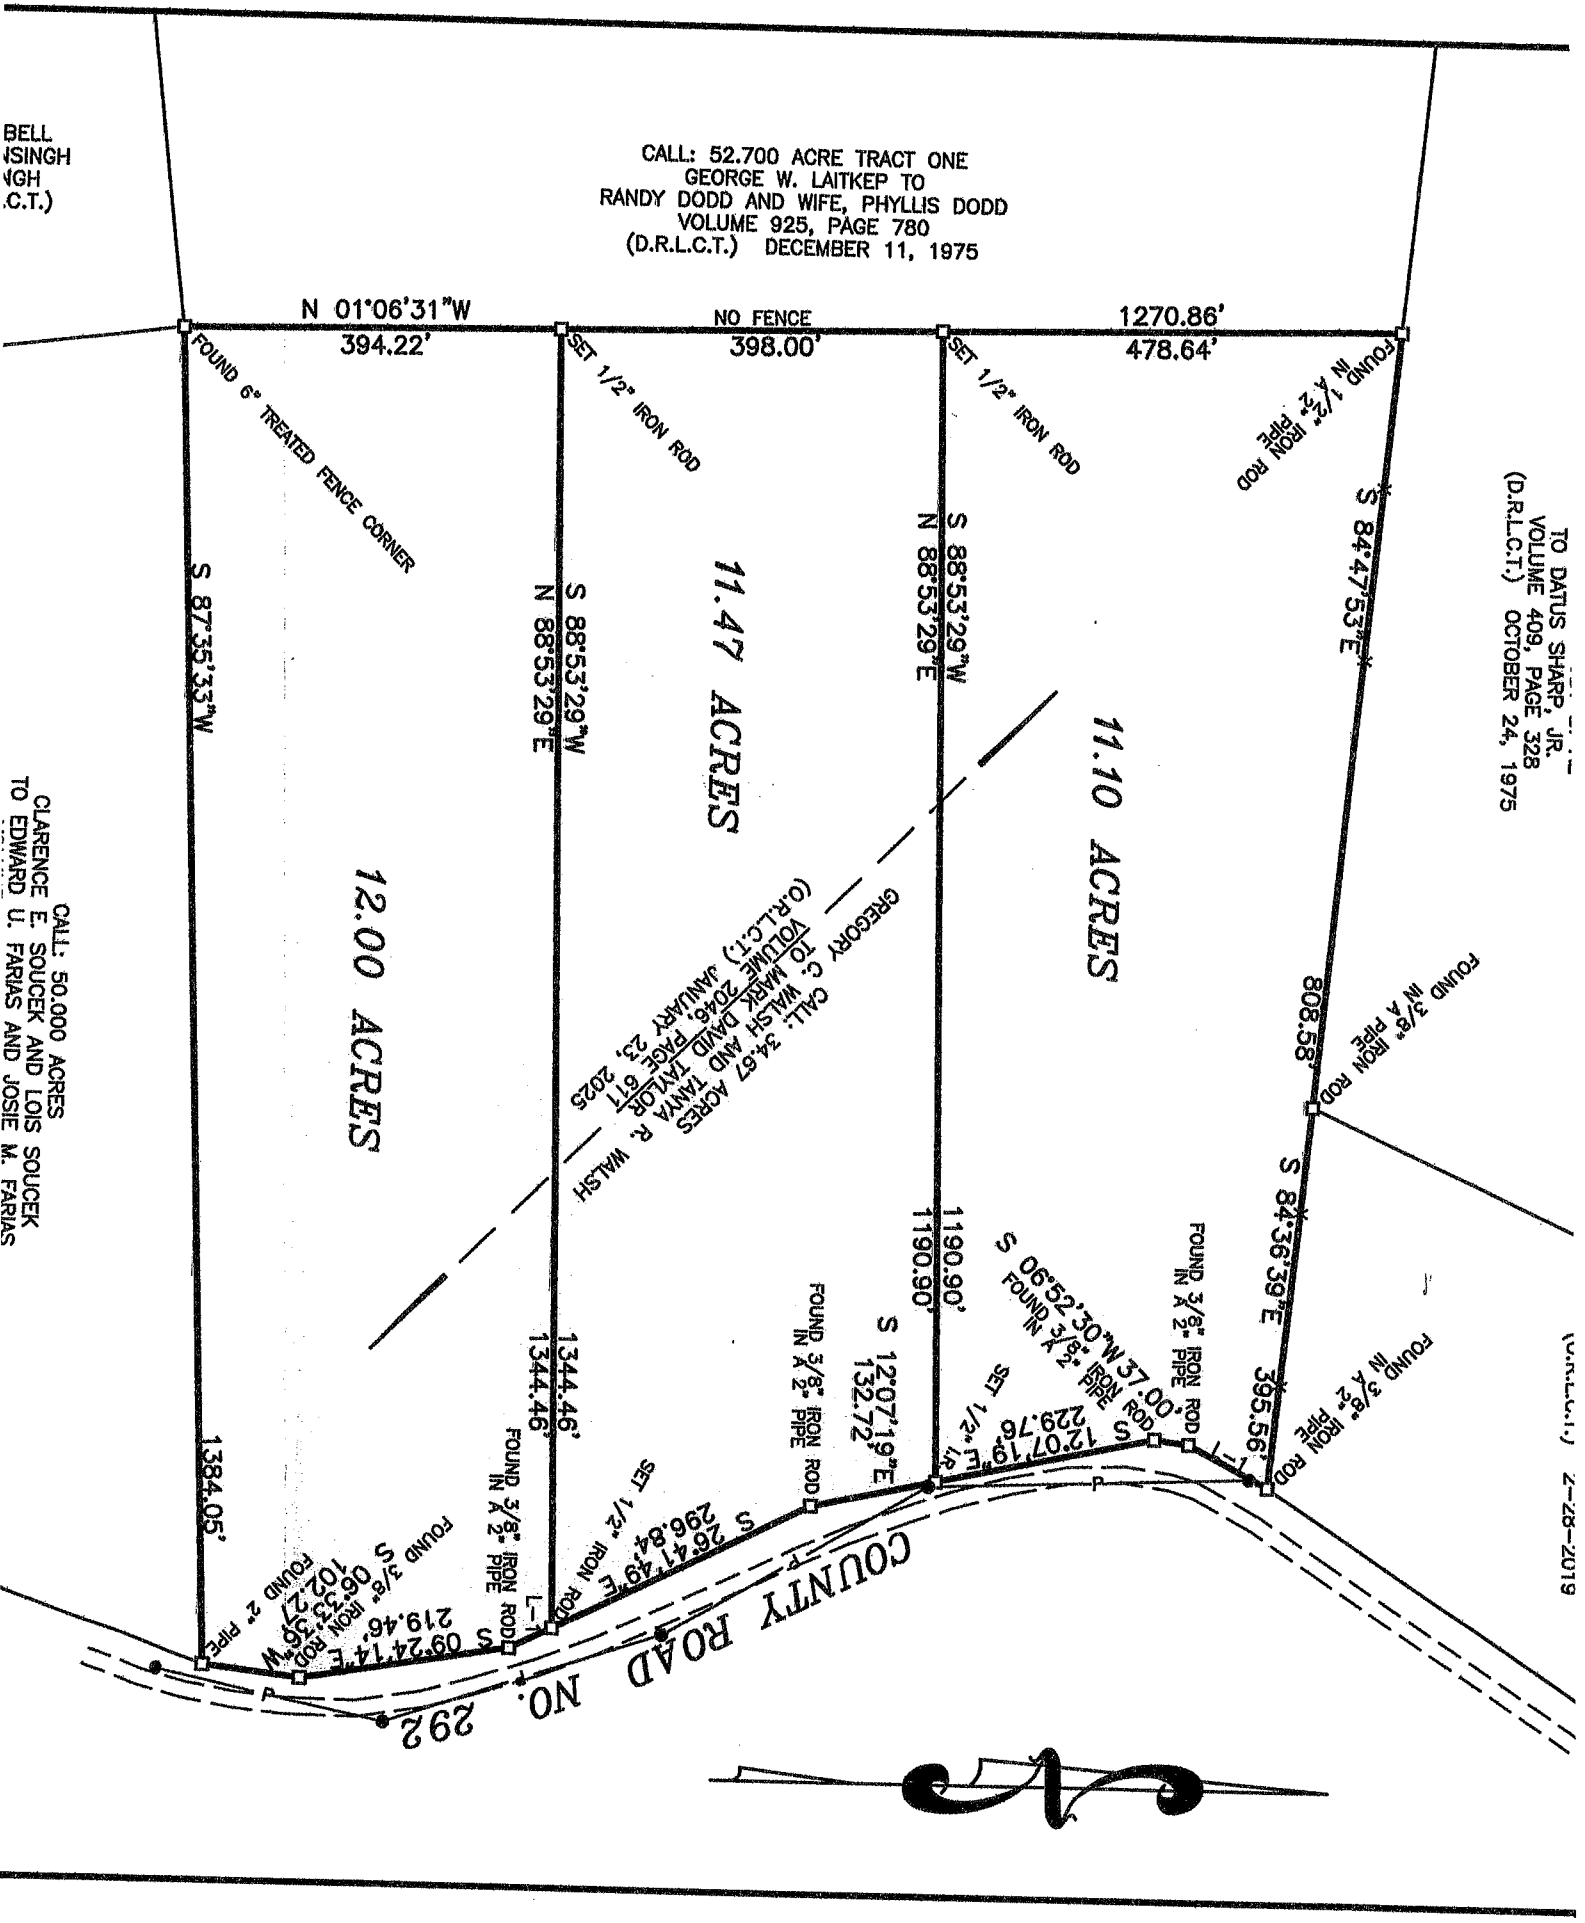 BELL
NSINGH
NGH
.C.T.)
CALL: 52.700 ACRE TRACT ONE
GEORGE W. LAITKEP TO
RANDY DODD AND WIFE, PHYLLIS DODD
VOLUME 925, PAGE 780
(D.R.L.C.T.) DECEMBER 11, 1975
N 01°06'31"W
NO FENCE
1270.86'
394.22'
398.00'
478.64'
FOUND 6" TREATED FENCE CORNER
SET 1/2" IRON ROD
SET 1/2" IRON ROD
FOUND 1/2" IRON ROD
IN A 2" PIPE
S 84°47'53"E
808.58'
TO DATUS SHARP, JR.
VOLUME 409, PAGE 328
(D.R.L.C.T.) OCTOBER 24, 1975
S 87°35'33"W
1384.05'
S 88°53'29"W
N 88°53'29"E
1344.46'
1344.46'
S 88°53'29"W
N 88°53'29"E
1190.90'
1190.90'
11.47 ACRES
11.10 ACRES
12.00 ACRES
CALL: 34.67 ACRES
GREGORY C. WALSH AND TANYA R. WALSH
TO MARK DAVID TAYLOR
VOLUME 2046, PAGE 611
(O.R.L.C.T.) JANUARY 23, 2025
CALL: 50.000 ACRES
CLARENCE E. SOUCEK AND LOIS SOUCEK
TO EDWARD U. FARIAS AND JOSIE M. FARIAS
FOUND 3/8" IRON ROD
IN A PIPE
S 84°36'39"E
395.56'
FOUND 3/8" IRON ROD
IN A 2" PIPE
FOUND 3/8" IRON ROD
IN A 2" PIPE
L-1
S 06°52'30"W 37.00'
FOUND 3/8" IRON ROD
IN A 2" PIPE
S 12°07'19"E
229.76'
SET 1/2" I.R.
S 12°07'19"E
132.72'
FOUND 3/8" IRON ROD
IN A 2" PIPE
S 26°41'49"E
296.84'
SET 1/2" IRON ROD
L-
FOUND 3/8" IRON ROD
IN A 2" PIPE
S 09°24'14"E
219.46'
FOUND 3/8" IRON ROD
S 06°33'36"W
102.27'
FOUND 2" PIPE
P
P
P
COUNTY ROAD NO. 292
2-28-2019
N